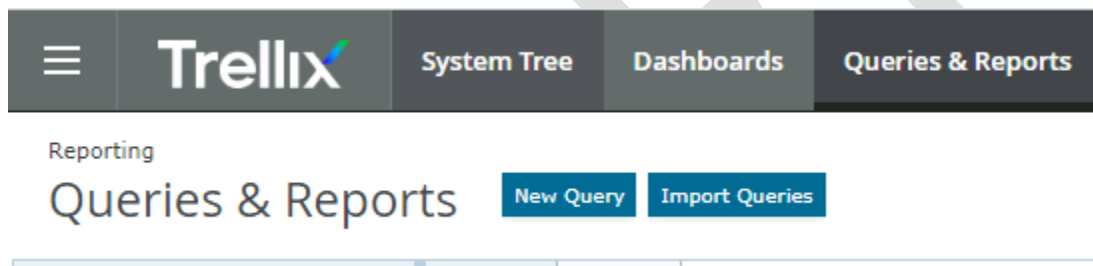 Trellix System Tree Dashboards Queries & Reports
Reporting
Queries & Reports New Query Import Queries